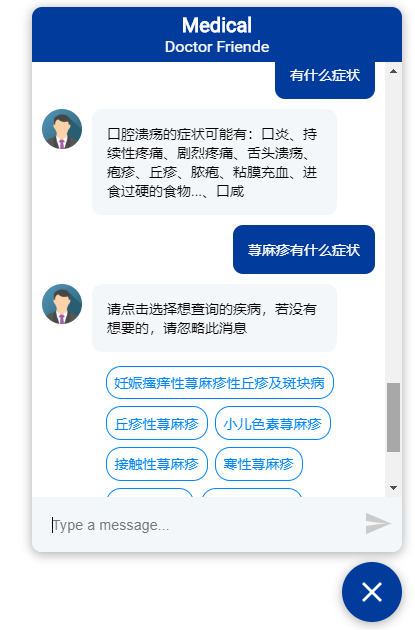 Medical
Doctor Friende
有什么症状
口腔溃疡的症状可能有：口炎、持
续性疼痛、剧烈疼痛、舌头溃疡、
疱疹、丘疹、脓疱、粘膜充血、进
食过硬的食物...、口咸
荨麻疹有什么症状
请点击选择想查询的疾病，若没有
想要的，请忽略此消息
妊娠瘙痒性荨麻疹性丘疹及斑块病
丘疹性荨麻疹
小儿色素荨麻疹
接触性荨麻疹
寒性荨麻疹
Type a message...